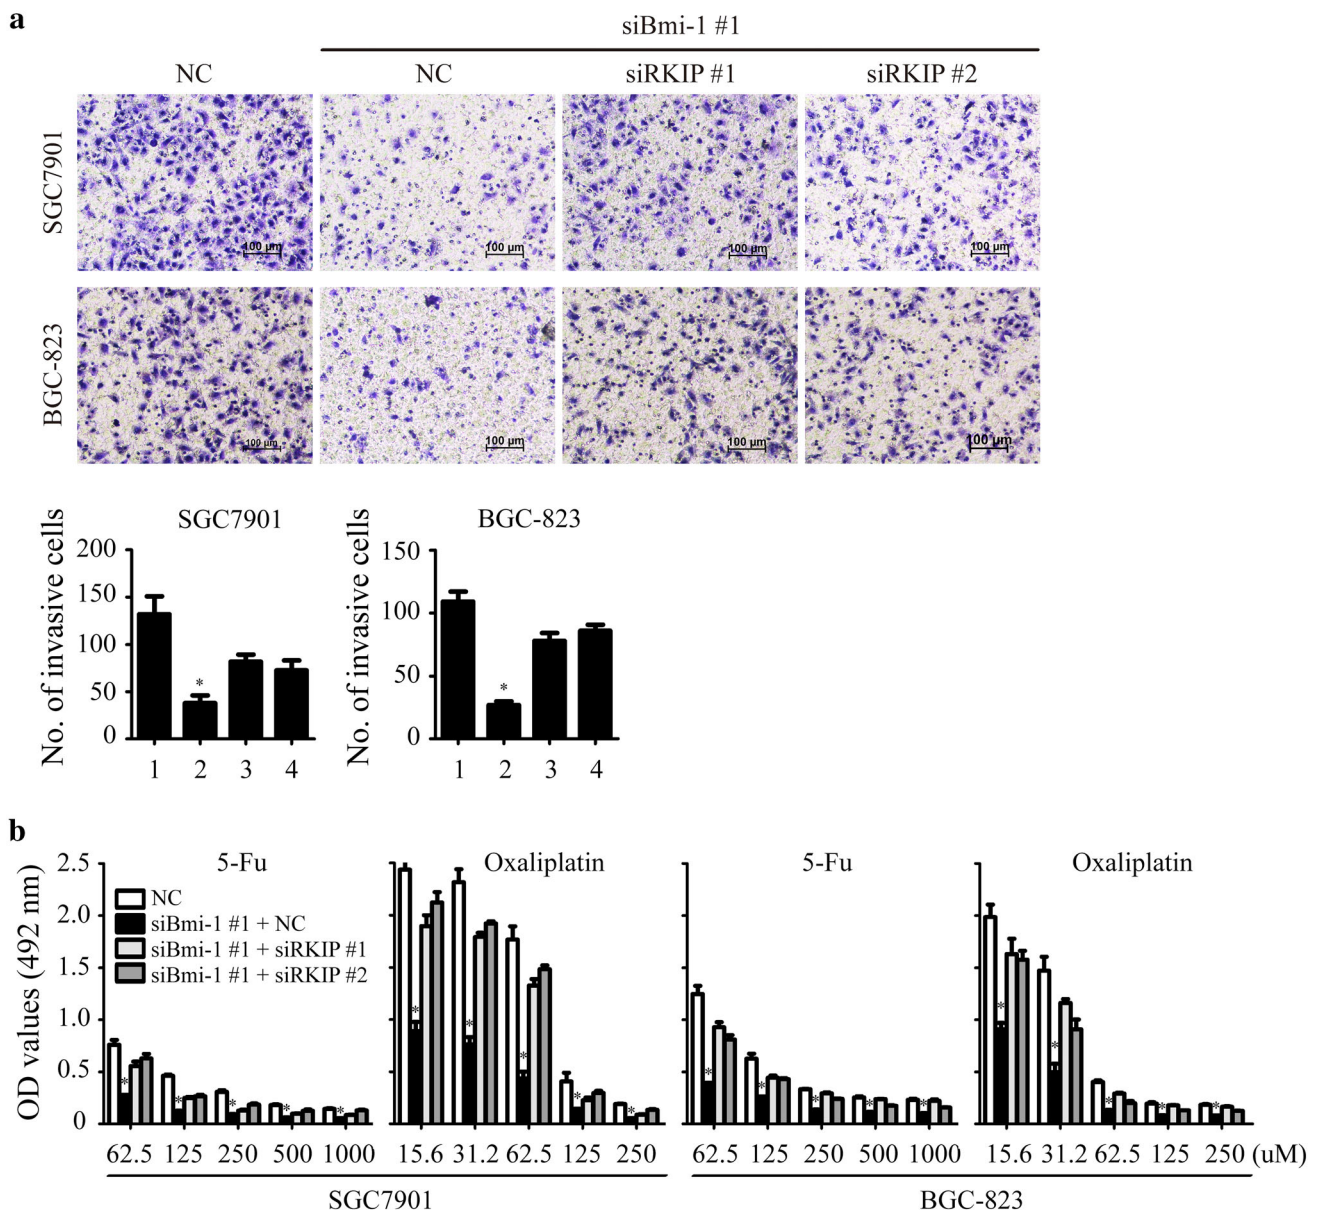 a
siBmi-1 #1
NC NC siRKIP #1 siRKIP #2
SGC7901
100 µm 100 µm 100 µm 100 µm
BGC-823
100 µm 100 µm 100 µm 100 µm
SGC7901
No. of invasive cells
200
150
100
50
0
*
1 2 3 4
BGC-823
No. of invasive cells
150
100
50
0
*
1 2 3 4
b
5-Fu Oxaliplatin 5-Fu Oxaliplatin
OD values (492 nm)
2.5
2.0
1.5
1.0
0.5
0
NC
siBmi-1 #1 + NC
siBmi-1 #1 + siRKIP #1
siBmi-1 #1 + siRKIP #2
* * * * *
* * * * *
* * * * *
* * * * *
62.5 125 250 500 1000 15.6 31.2 62.5 125 250 62.5 125 250 500 1000 15.6 31.2 62.5 125 250 (uM)
SGC7901 BGC-823